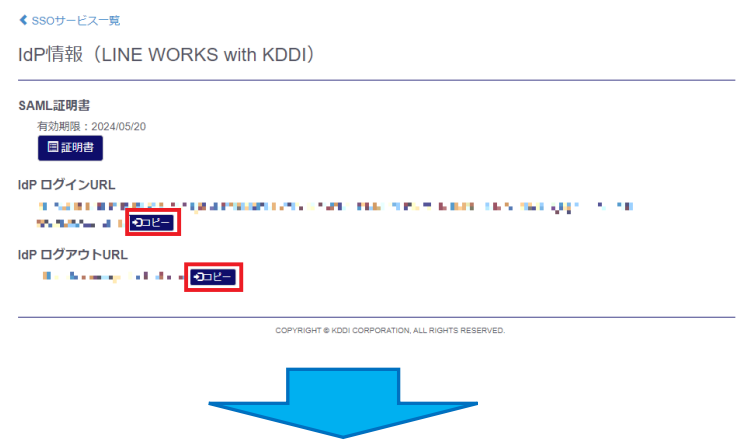 SSOサービス一覧
IdP情報（LINE WORKS with KDDI）
SAML証明書
有効期限：2024/05/20
証明書
IdP ログインURL
コピー
IdP ログアウトURL
コピー
COPYRIGHT © KDDI CORPORATION, ALL RIGHTS RESERVED.